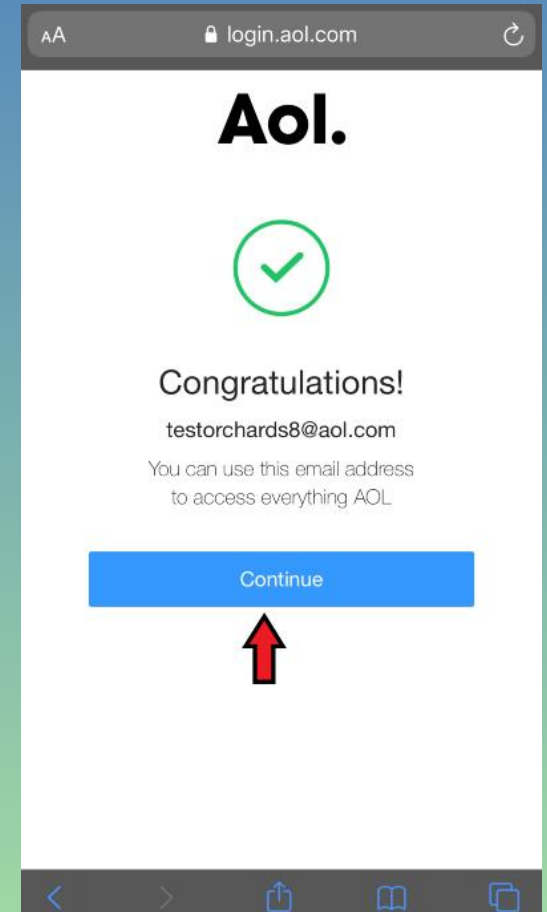 AA login.aol.com
Aol.
Congratulations!
testorchards8@aol.com
You can use this email address
to access everything AOL
Continue